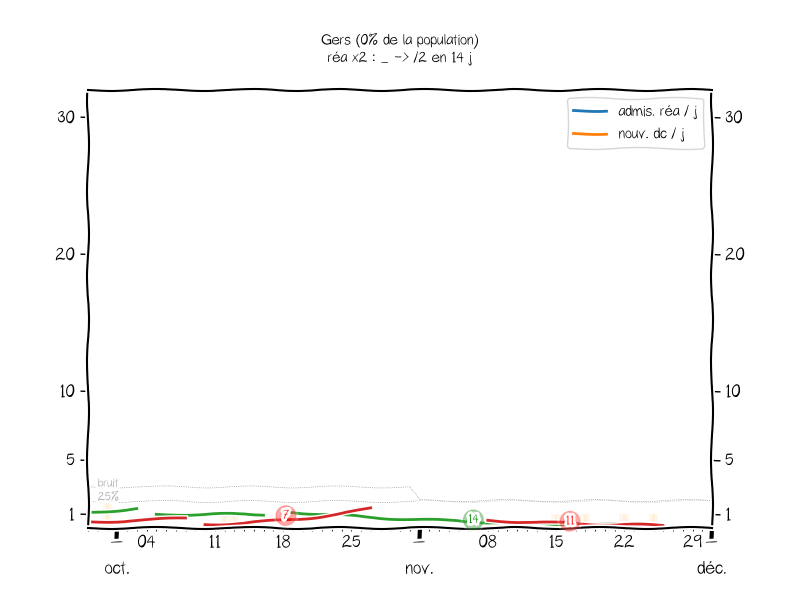 Gers (0% de la population)
réa x2 : _ -> /2 en 14 j
30
30
admis. réa / j
nouv. dc / j
20
20
10
10
5
5
bruit
25%
1
7
14
11
1
04
11
18
25
08
15
22
29
oct.
nov.
déc.